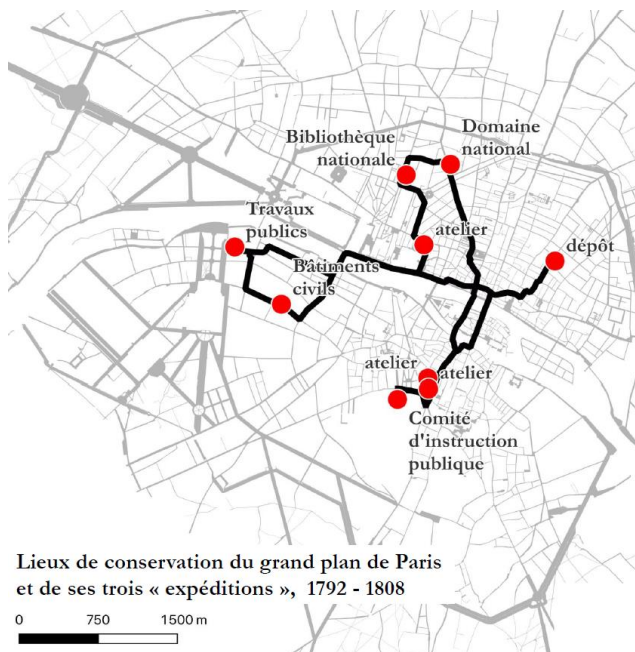 Domaine
national
Bibliothèque
nationale
Travaux
publics
atelier
dépôt
Bâtiments
civils
atelier
atelier
Comité
d'instruction
publique
Lieux de conservation du grand plan de Paris
et de ses trois « expéditions », 1792 - 1808
0 750 1500 m